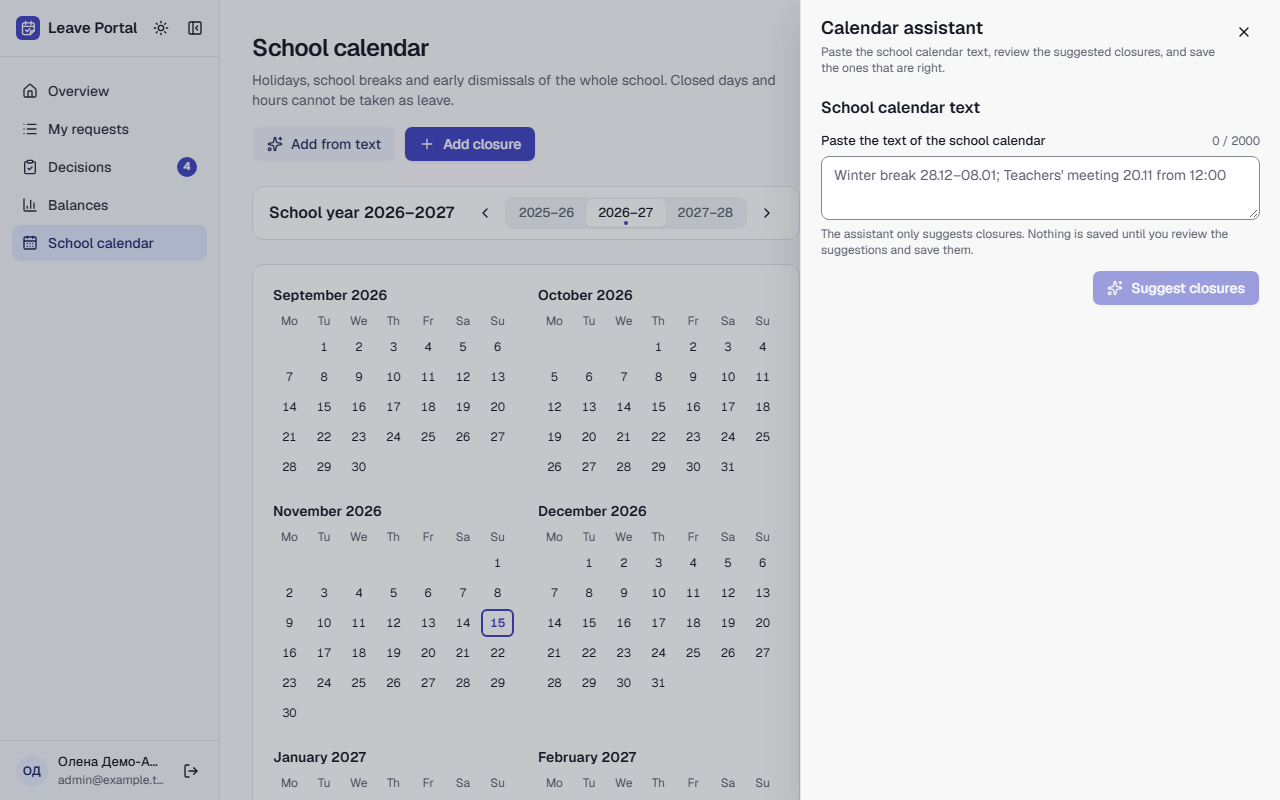 Leave Portal
Overview
My requests
Decisions 4
Balances
School calendar
ОД
Олена Демо-А...
admin@example.t...
School calendar
Holidays, school breaks and early dismissals of the whole school. Closed days and
hours cannot be taken as leave.
Add from text
Add closure
School year 2026–2027
2025–26 2026–27 2027–28
September 2026
Mo Tu We Th Fr Sa Su
1 2 3 4 5 6
7 8 9 10 11 12 13
14 15 16 17 18 19 20
21 22 23 24 25 26 27
28 29 30
October 2026
Mo Tu We Th Fr Sa Su
1 2 3 4
5 6 7 8 9 10 11
12 13 14 15 16 17 18
19 20 21 22 23 24 25
26 27 28 29 30 31
November 2026
Mo Tu We Th Fr Sa Su
1
2 3 4 5 6 7 8
9 10 11 12 13 14 15
16 17 18 19 20 21 22
23 24 25 26 27 28 29
30
December 2026
Mo Tu We Th Fr Sa Su
1 2 3 4 5 6
7 8 9 10 11 12 13
14 15 16 17 18 19 20
21 22 23 24 25 26 27
28 29 30 31
January 2027
Mo Tu We Th Fr Sa Su
February 2027
Mo Tu We Th Fr Sa Su
Calendar assistant
Paste the school calendar text, review the suggested closures, and save
the ones that are right.
School calendar text
Paste the text of the school calendar 0 / 2000
Winter break 28.12–08.01; Teachers' meeting 20.11 from 12:00
The assistant only suggests closures. Nothing is saved until you review the
suggestions and save them.
Suggest closures